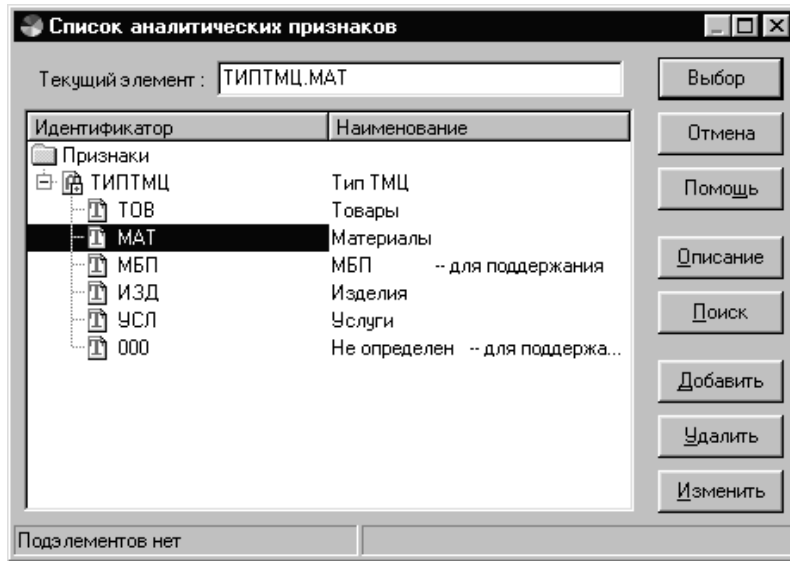 Список аналитических признаков
Текущий элемент : ТИПТМЦ.МАТ
Выбор
Отмена
Помощь
Описание
Поиск
Добавить
Удалить
Изменить
Идентификатор Наименование
Признаки
ТИПТМЦ Тип ТМЦ
ТОВ Товары
МАТ Материалы
МБП МБП -- для поддержания
ИЗД Изделия
УСЛ Услуги
000 Не определен -- для поддержа...
Подэлементов нет